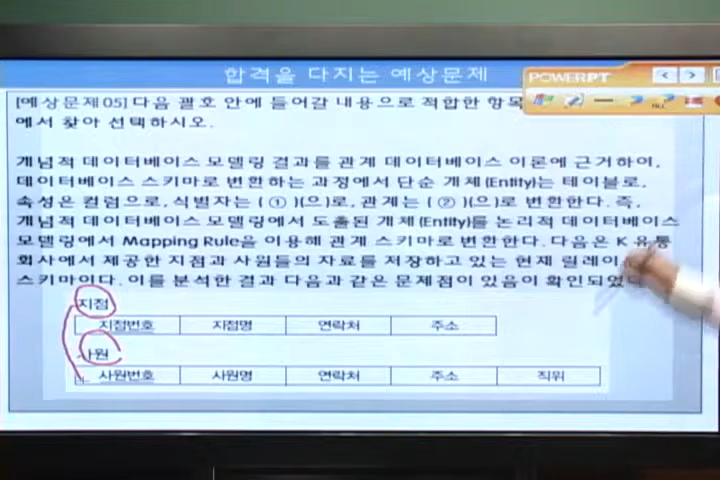 합격을 다지는 예상문제
POWERPT
[예상문제05] 다음 괄호 안에 들어갈 내용으로 적합한 항목
에서 찾아 선택하시오.
개념적 데이터베이스 모델링 결과를 관계 데이터베이스 이론에 근거하여,
데이터베이스 스키마로 변환하는 과정에서 단순 개체(Entity)는 테이블로,
속성은 컬럼으로, 식별자는 ( ① )(으)로, 관계는 ( ② )(으)로 변환한다. 즉,
개념적 데이터베이스 모델링에서 도출된 개체(Entity)를 논리적 데이터베이스
모델링에서 Mapping Rule을 이용해 관계 스키마로 변환한다. 다음은 K 유통
회사에서 제공한 지점과 사원들의 자료를 저장하고 있는 현재 릴레이
스키마이다. 이를 분석한 결과 다음과 같은 문제점이 있음이 확인되었다
지점
지점번호 지점명 연락처 주소
사원
사원번호 사원명 연락처 주소 직위